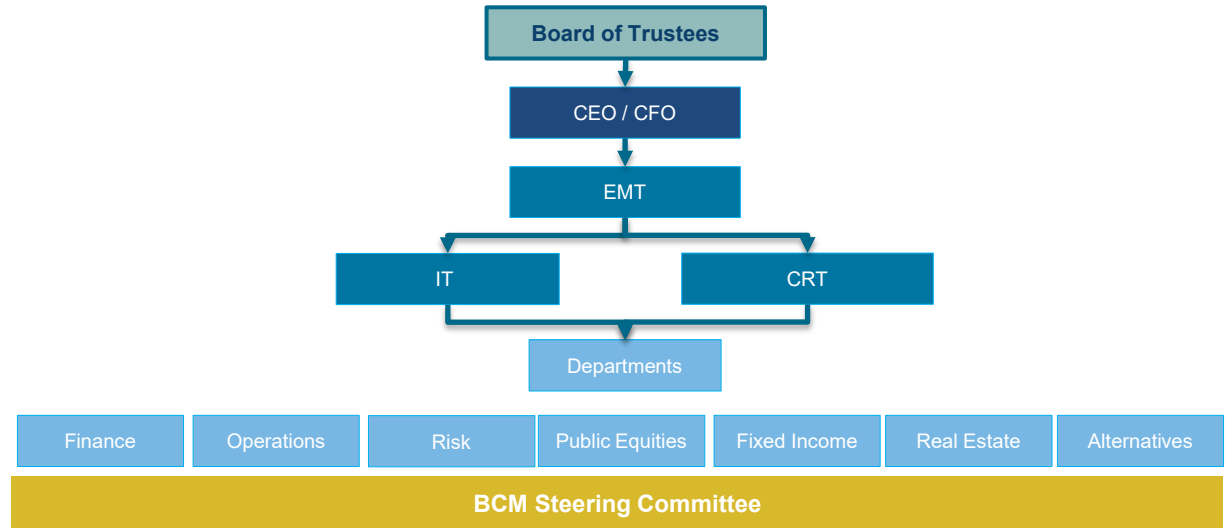 Board of Trustees
CEO / CFO
EMT
IT
CRT
Departments
Finance
Operations
Risk
Public Equities
Fixed Income
Real Estate
Alternatives
BCM Steering Committee